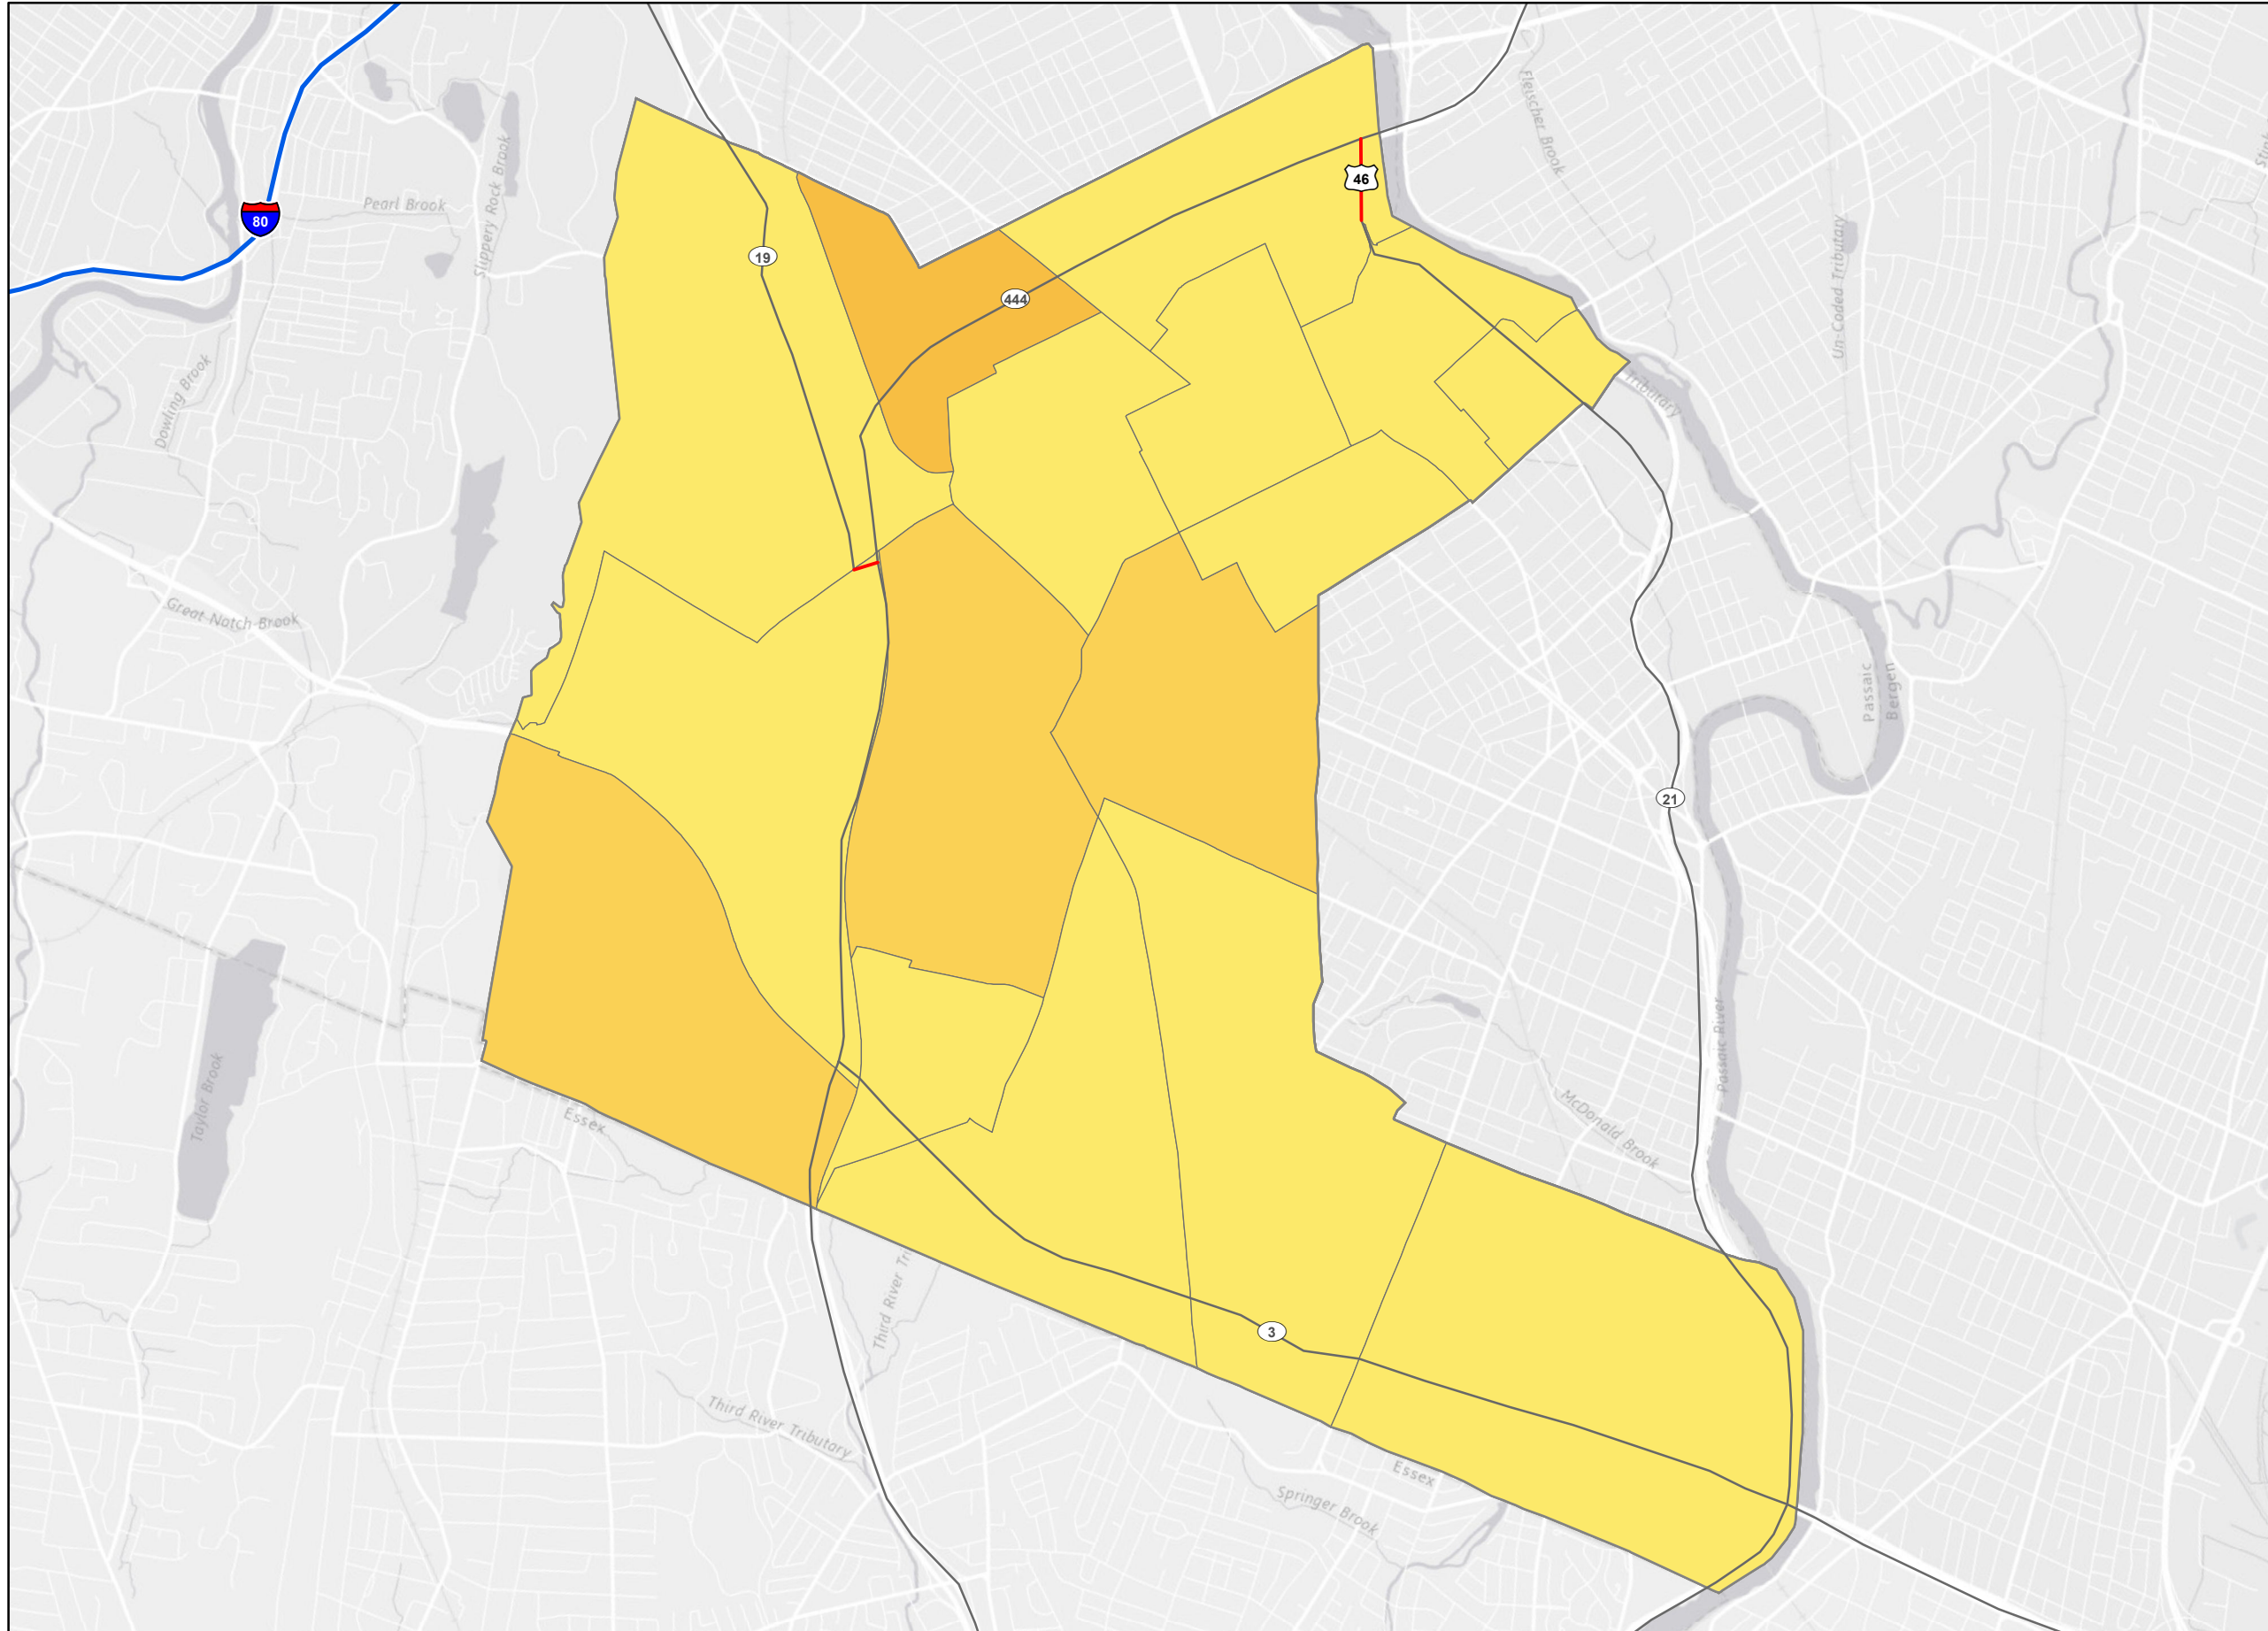 Fleischer Brook
46
Pearl Brook
Slippery Rock Brook
80
19
Un-Coded Tributary
444
Dowling Brook
Tributary
Great Notch Brook
Passaic
Bergen
21
Passaic River
Taylor Brook
Essex
McDonald Brook
3
Third River Tributary
Essex
Springer Brook